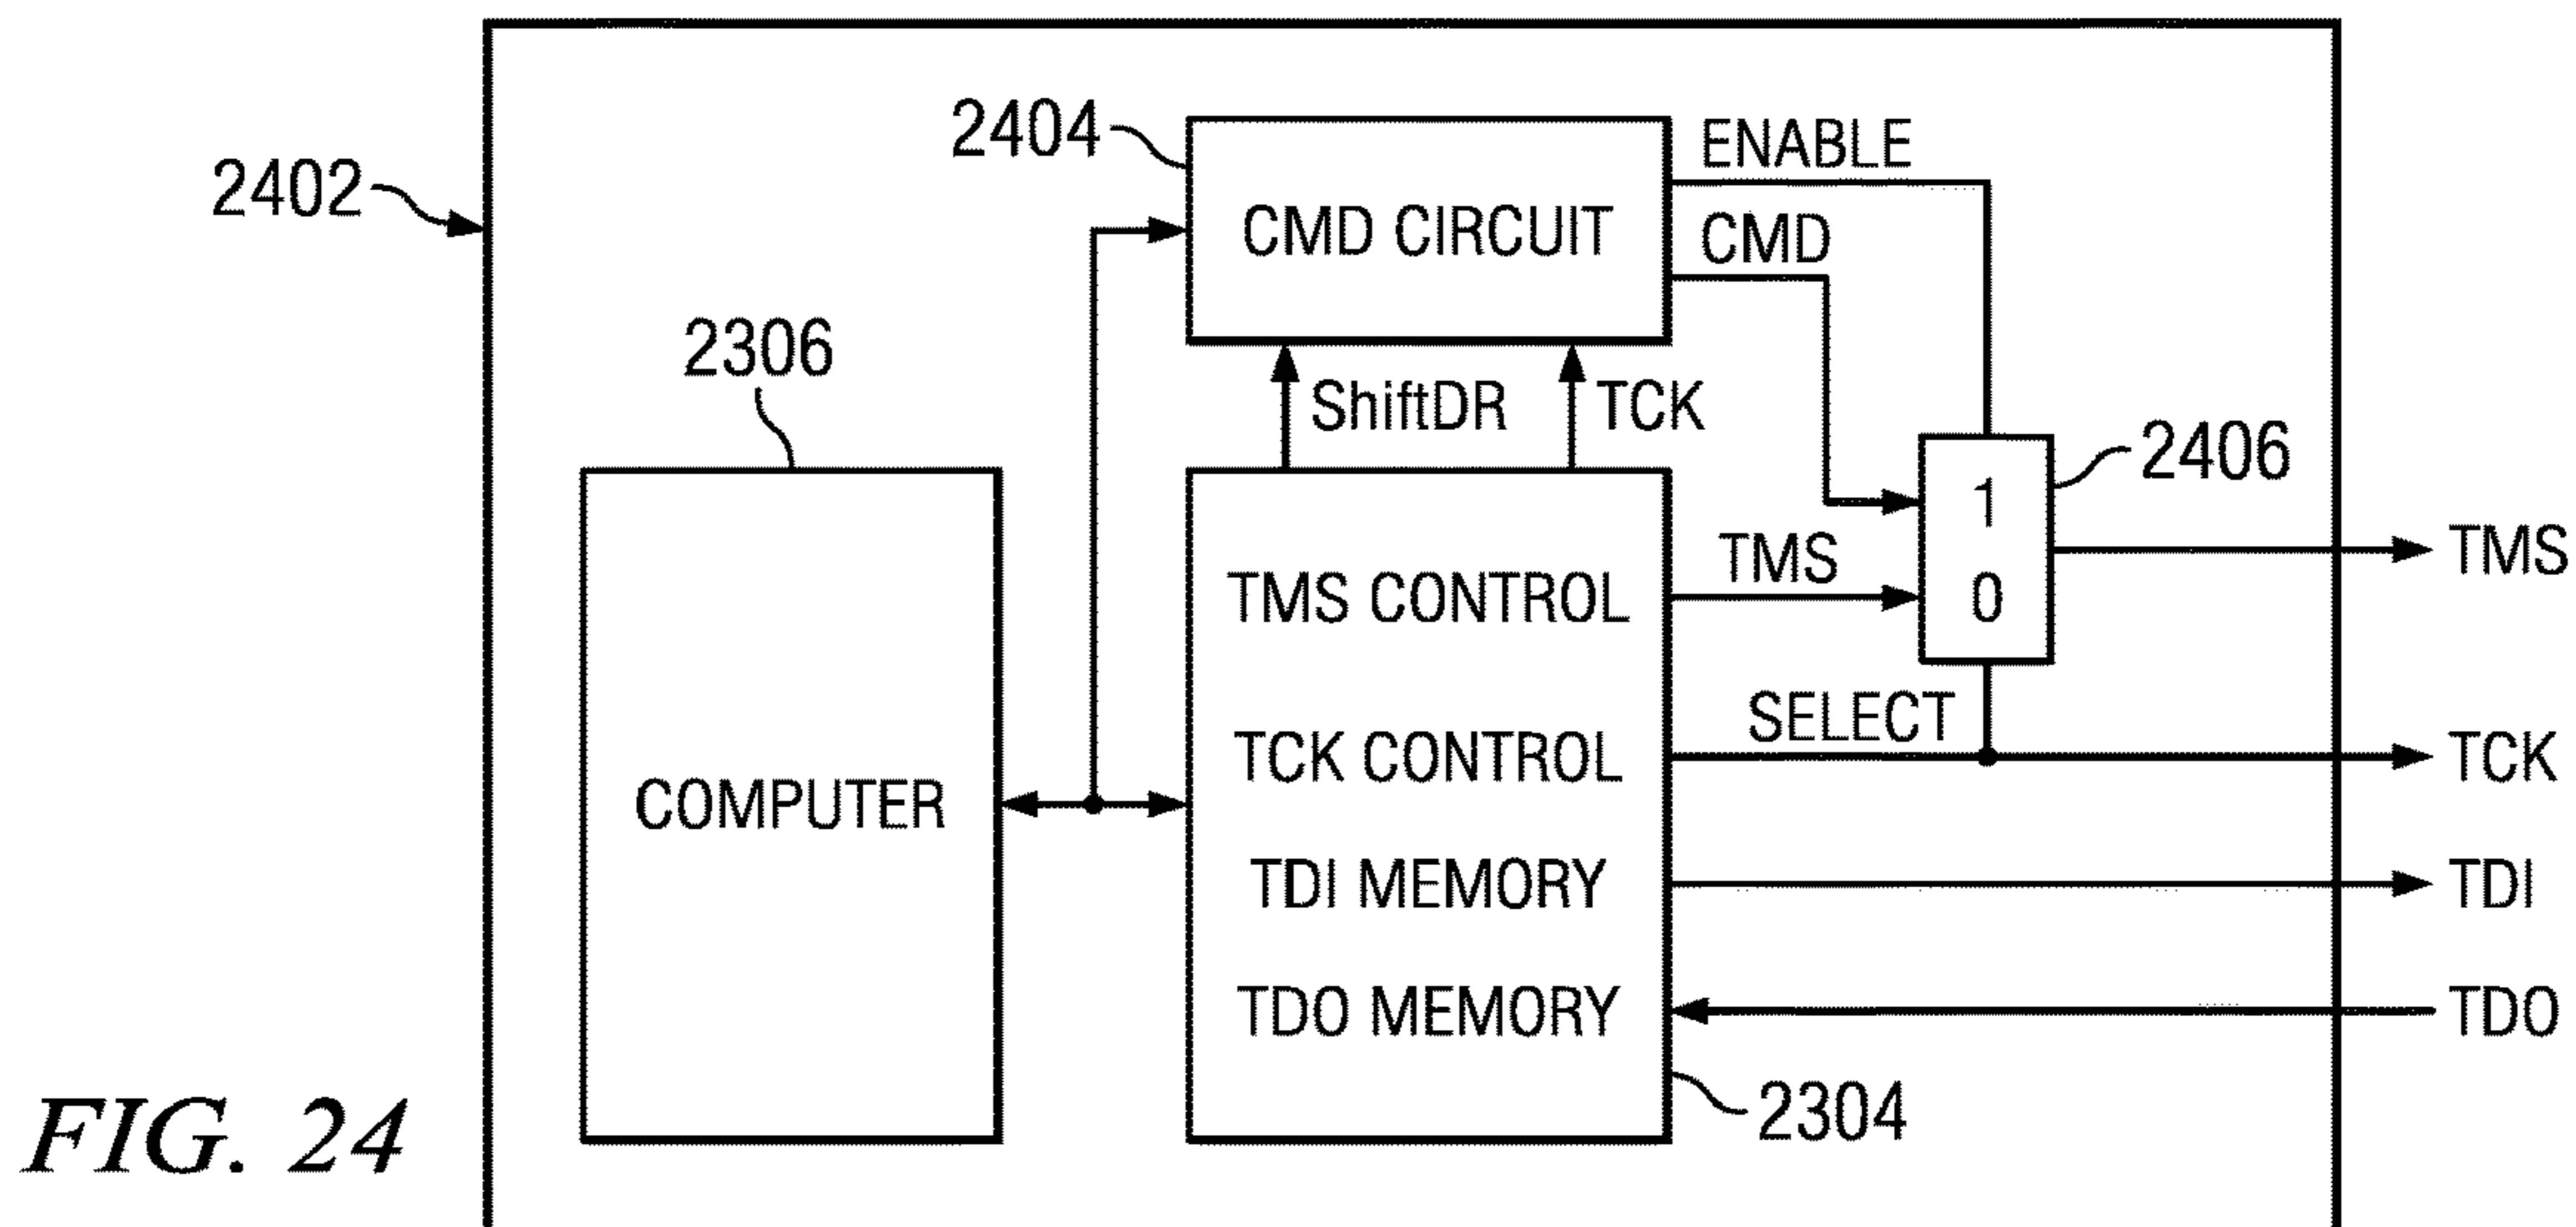 2404
ENABLE
2402
CMD CIRCUIT
CMD
2306
ShiftDR
TCK
2406
1
0
TMS
TMS
TMS CONTROL
SELECT
TCK CONTROL
TCK
COMPUTER
TDI MEMORY
TDI
TDO MEMORY
TDO
2304
FIG. 24